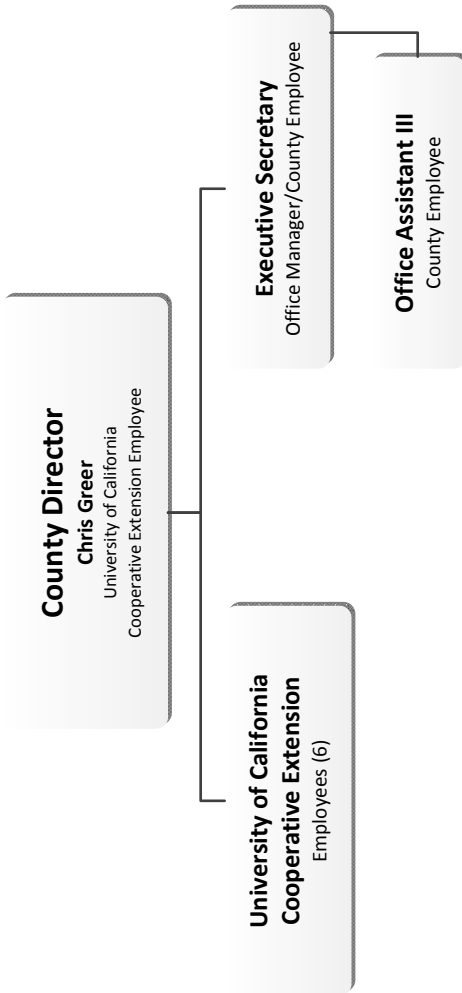 County Director
Chris Greer
University of California
Cooperative Extension Employee
University of California
Cooperative Extension
Employees (6)
Executive Secretary
Office Manager/County Employee
Office Assistant III
County Employee